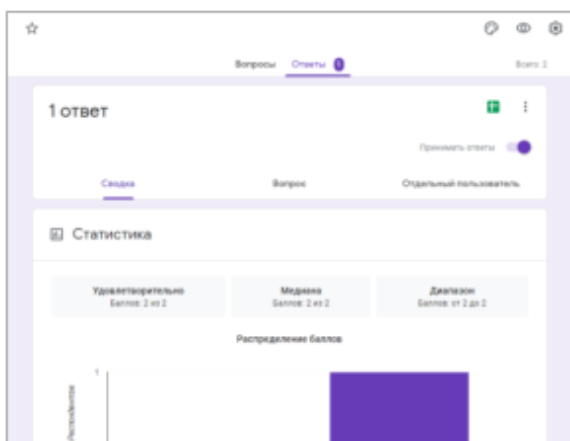 Вопросы Ответы 1
Всего: 2
1 ответ
Принимать ответы
Сводка Вопрос Отдельный пользователь
Статистика
Удовлетворительно Медиана Диапазон
Баллов: 2 из 2 Баллов: 2 из 2 Баллов: от 2 до 2
Распределение баллов
1
Респондентов